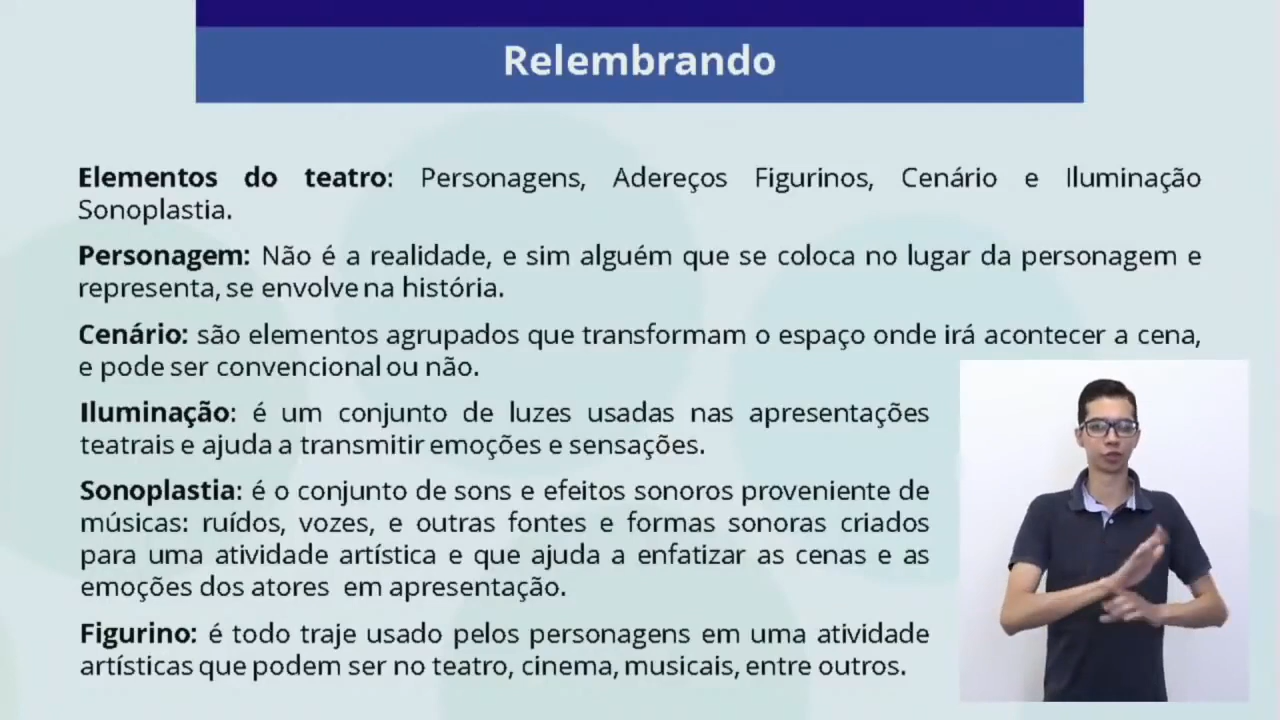 Relembrando
Elementos do teatro: Personagens, Adereços Figurinos, Cenário e Iluminação
Sonoplastia.
Personagem: Não é a realidade, e sim alguém que se coloca no lugar da personagem e
representa, se envolve na história.
Cenário: são elementos agrupados que transformam o espaço onde irá acontecer a cena,
e pode ser convencional ou não.
Iluminação: é um conjunto de luzes usadas nas apresentações
teatrais e ajuda a transmitir emoções e sensações.
Sonoplastia: é o conjunto de sons e efeitos sonoros proveniente de
músicas: ruídos, vozes, e outras fontes e formas sonoras criados
para uma atividade artística e que ajuda a enfatizar as cenas e as
emoções dos atores em apresentação.
Figurino: é todo traje usado pelos personagens em uma atividade
artísticas que podem ser no teatro, cinema, musicais, entre outros.